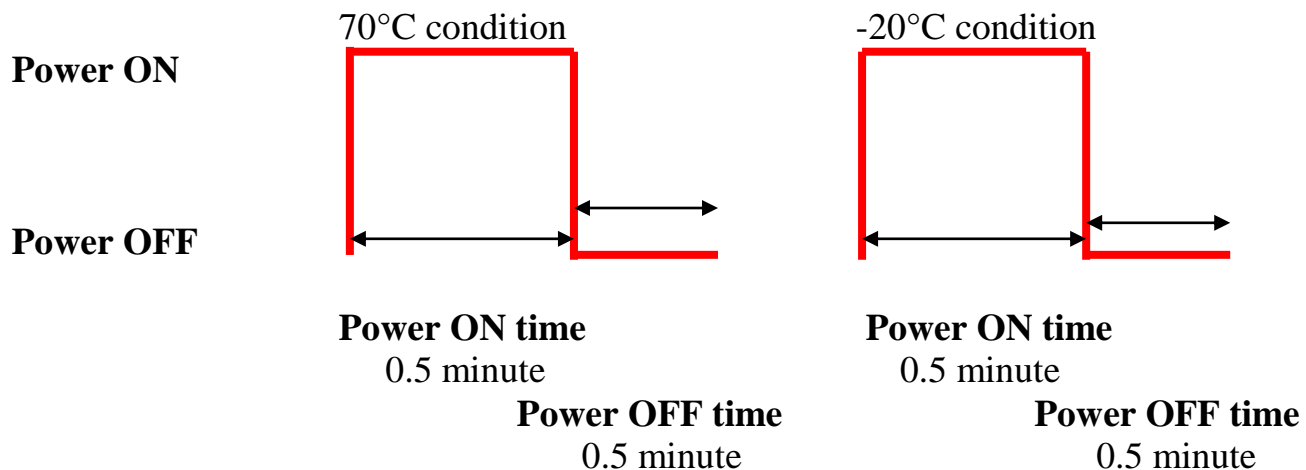 70°C condition -20°C condition
Power ON
Power OFF
Power ON time Power ON time
0.5 minute 0.5 minute
Power OFF time Power OFF time
0.5 minute 0.5 minute